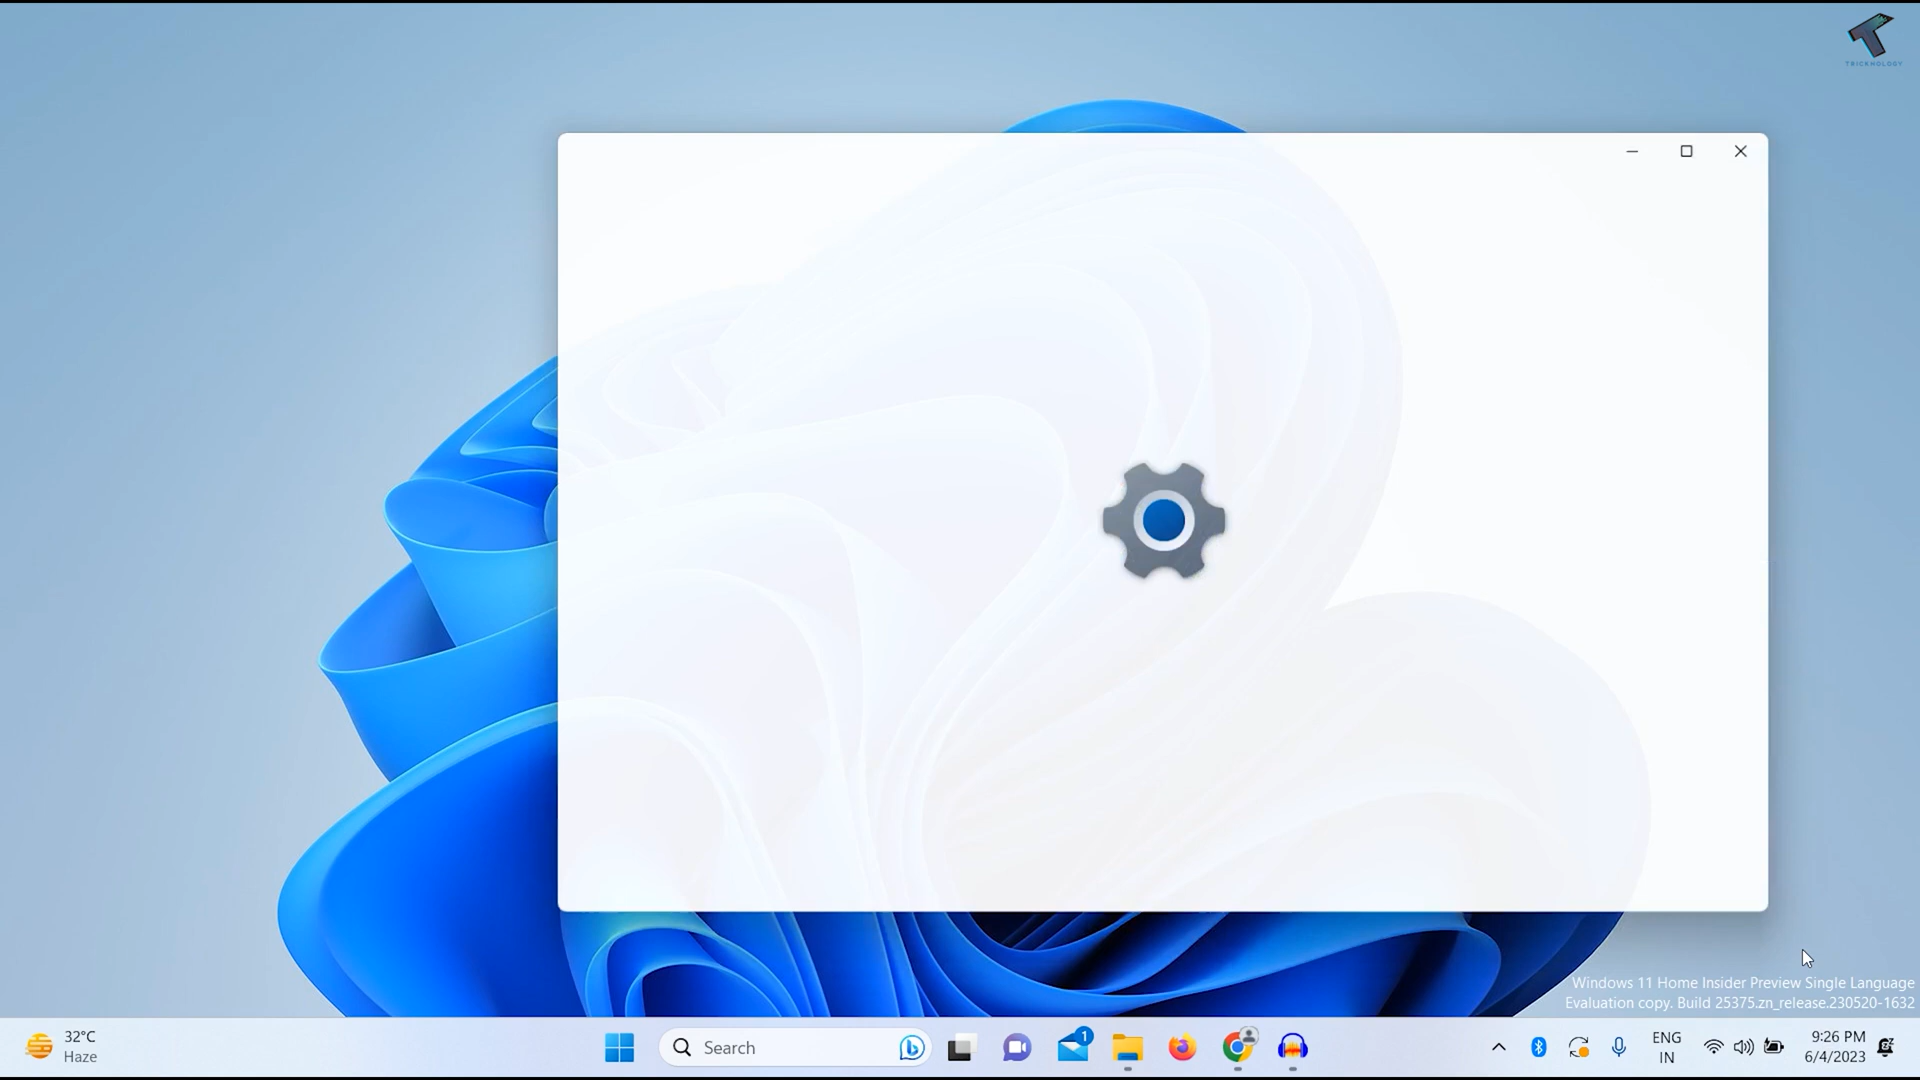 TRICKNOLOGY
Windows 11 Home Insider Preview Single Language
Evaluation copy. Build 25375.zn_release.230520-1632
32°C
Haze
Search
1
ENG
IN
9:26 PM
6/4/2023